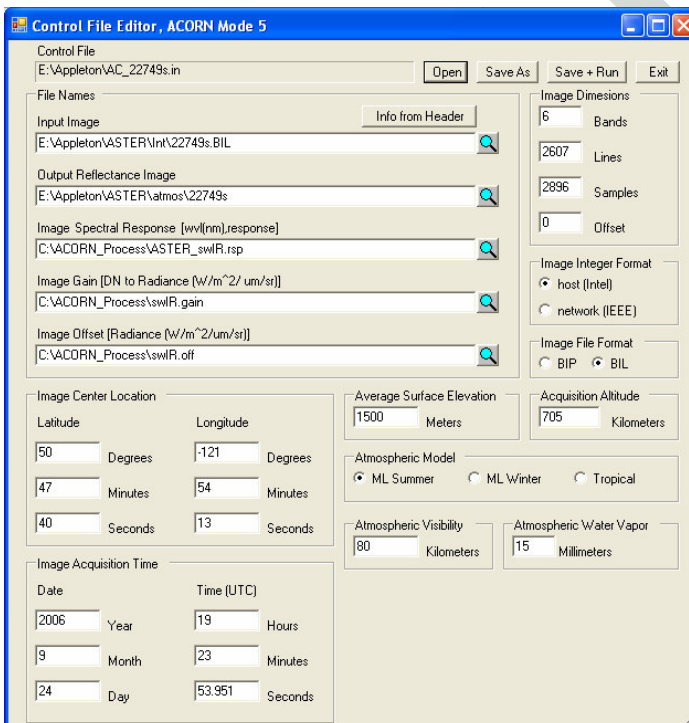 Control File Editor, ACORN Mode 5
Control File
E:\Appleton\AC_22749s.in
Open
Save As
Save + Run
Exit
File Names
Info from Header
Input Image
E:\Appleton\ASTER\Int\22749s.BIL
Output Reflectance Image
E:\Appleton\ASTER\atmos\22749s
Image Spectral Response [wvl(nm),response]
C:\ACORN_Process\ASTER_swIR.rsp
Image Gain [DN to Radiance (W/m^2/ um/sr)]
C:\ACORN_Process\swIR.gain
Image Offset [Radiance (W/m^2/um/sr)]
C:\ACORN_Process\swIR.off
Image Dimesions
6 Bands
2607 Lines
2896 Samples
0 Offset
Image Integer Format
host (Intel)
network (IEEE)
Image File Format
BIP BIL
Image Center Location
Latitude Longitude
50 Degrees -121 Degrees
47 Minutes 54 Minutes
40 Seconds 13 Seconds
Average Surface Elevation
1500 Meters
Acquisition Altitude
705 Kilometers
Atmospheric Model
ML Summer ML Winter Tropical
Atmospheric Visibility
80 Kilometers
Atmospheric Water Vapor
15 Millimeters
Image Acquisition Time
Date Time (UTC)
2006 Year 19 Hours
9 Month 23 Minutes
24 Day 53.951 Seconds